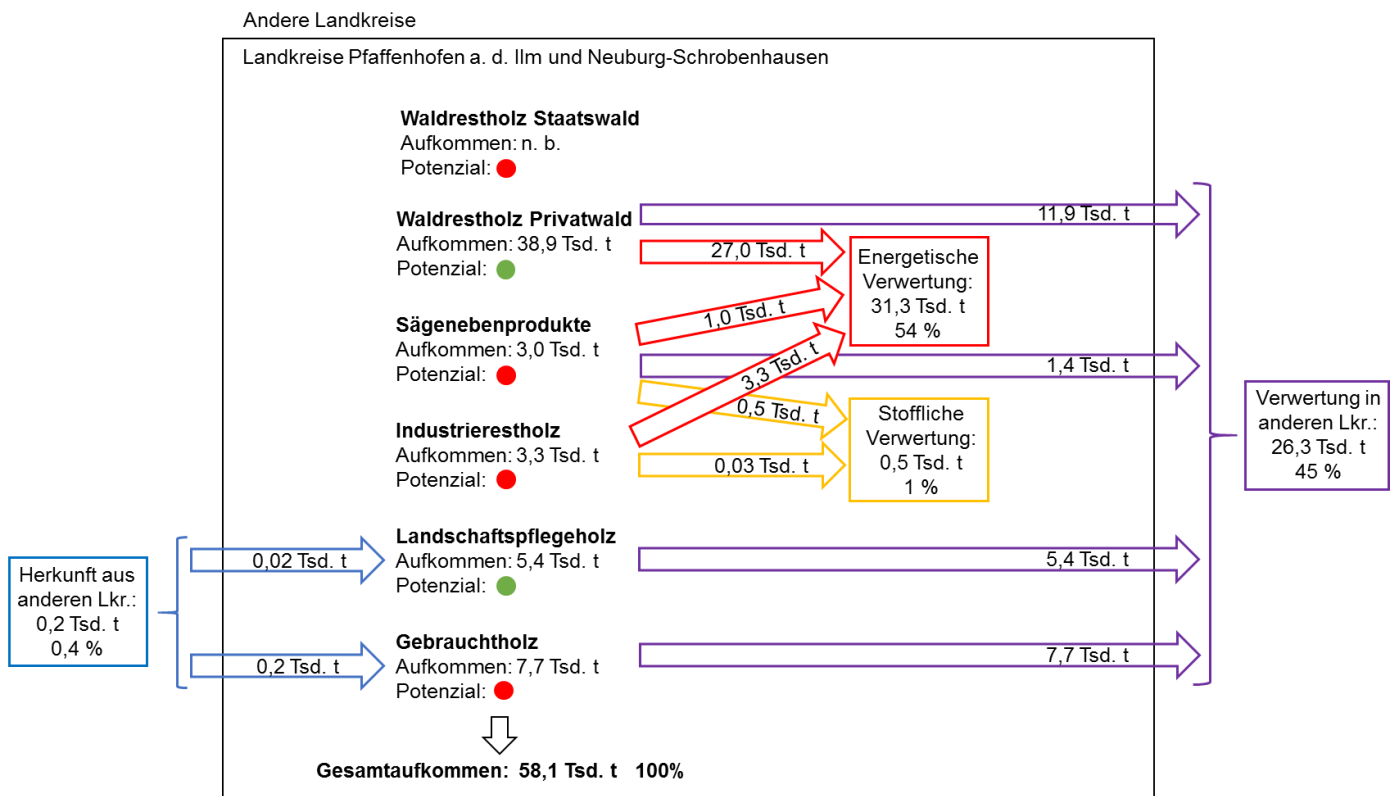 Andere Landkreise
Landkreise Pfaffenhofen a. d. Ilm und Neuburg-Schrobenhausen
Waldrestholz Staatswald
Aufkommen: n. b.
Potenzial:
Waldrestholz Privatwald
Aufkommen: 38,9 Tsd. t
Potenzial:
11,9 Tsd. t
27,0 Tsd. t
Energetische
Verwertung:
31,3 Tsd. t
54 %
Sägenebenprodukte
Aufkommen: 3,0 Tsd. t
Potenzial:
1,0 Tsd. t
1,4 Tsd. t
0,5 Tsd. t
Industrierestholz
Aufkommen: 3,3 Tsd. t
Potenzial:
3,3 Tsd. t
0,03 Tsd. t
Stoffliche
Verwertung:
0,5 Tsd. t
1 %
Verwertung in
anderen Lkr.:
26,3 Tsd. t
45 %
Landschaftspflegeholz
Aufkommen: 5,4 Tsd. t
Potenzial:
0,02 Tsd. t
5,4 Tsd. t
Herkunft aus
anderen Lkr.:
0,2 Tsd. t
0,4 %
Gebrauchtholz
Aufkommen: 7,7 Tsd. t
Potenzial:
0,2 Tsd. t
7,7 Tsd. t
Gesamtaufkommen: 58,1 Tsd. t 100%